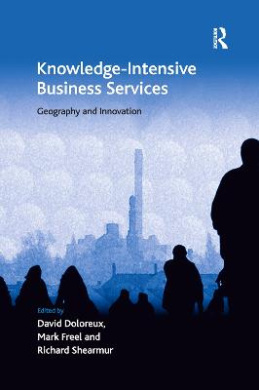 R
Knowledge-Intensive
Business Services
Geography and Innovation
Edited by
David Doloreux,
Mark Freel and
Richard Shearmur